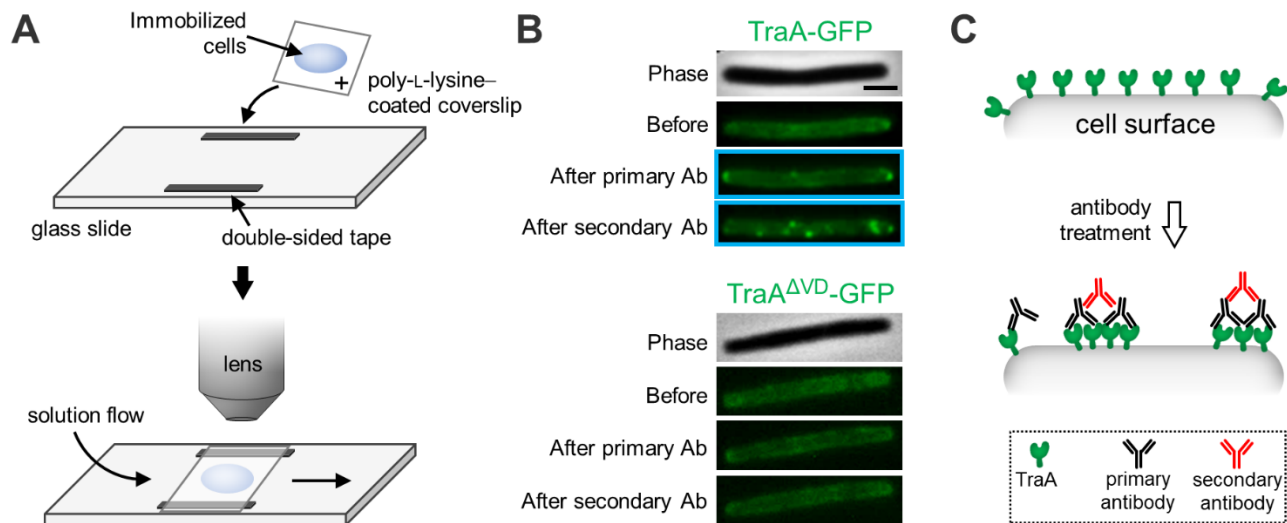 A
Immobilized
cells
+
poly-L-lysine–
coated coverslip
glass slide
double-sided tape
lens
solution flow
B
TraA-GFP
Phase
Before
After primary Ab
After secondary Ab
TraAΔVD-GFP
Phase
Before
After primary Ab
After secondary Ab
C
cell surface
antibody
treatment
TraA
primary
antibody
secondary
antibody